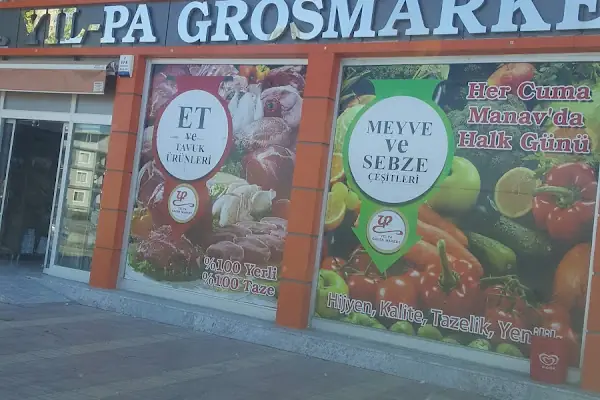 YIL-PA GROSMARKE
ET
ve
TAVUK
ÜRÜNLERİ
%100 Yerli
%100 Taze
MEYVE
ve
SEBZE
ÇEŞİTLERİ
Her Cuma
Manav'da
Halk Günü
Hijyen, Kalite, Tazelik, Yenilik